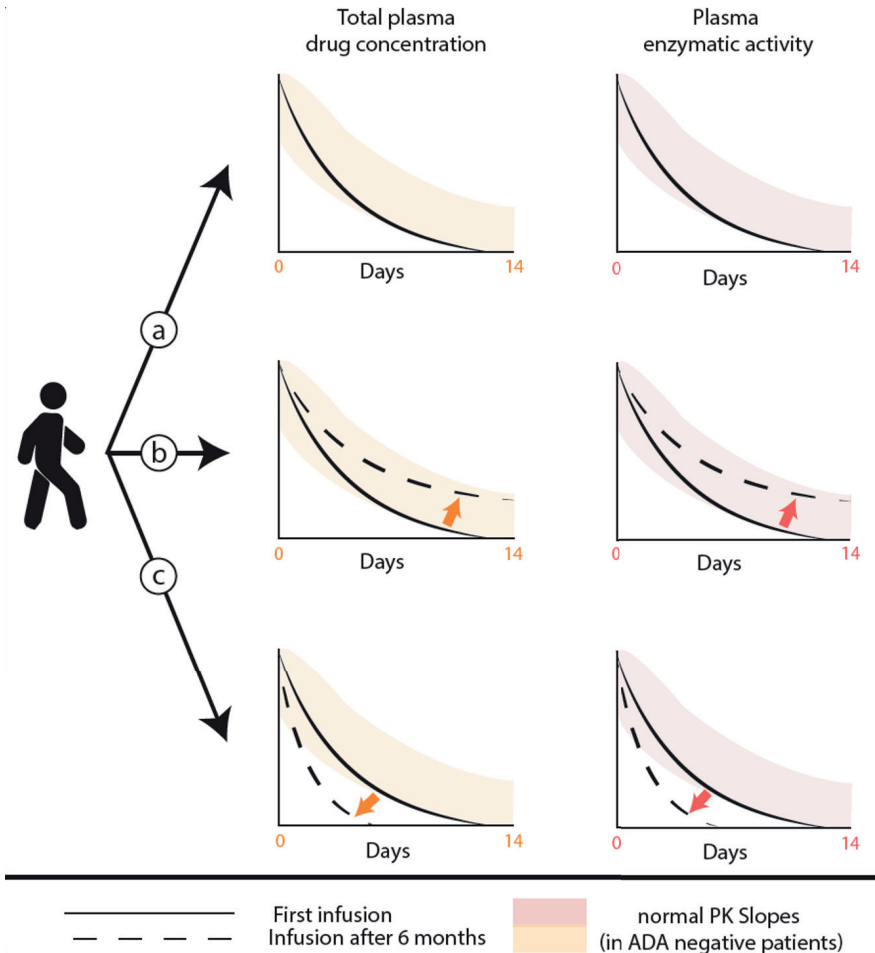 Total plasma
drug concentration
Plasma
enzymatic activity
0
Days
14
0
Days
14
a
0
Days
14
0
Days
14
b
c
0
Days
14
0
Days
14
First infusion
Infusion after 6 months
normal PK Slopes
(in ADA negative patients)